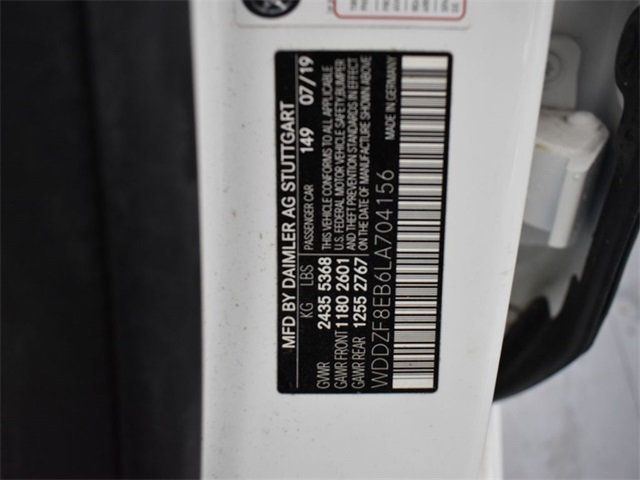 MFD BY DAIMLER AG STUTTGART
KG LBS PASSENGER CAR 149 07/19
GVWR 2435 5368 THIS VEHICLE CONFORMS TO ALL APPLICABLE
GAWR FRONT 1180 2601 U.S. FEDERAL MOTOR VEHICLE SAFETY, BUMPER
GAWR REAR 1255 2767 AND THEFT PREVENTION STANDARDS IN EFFECT
ON THE DATE OF MANUFACTURE SHOWN ABOVE
WDDZF8EB6LA704156 MADE IN GERMANY